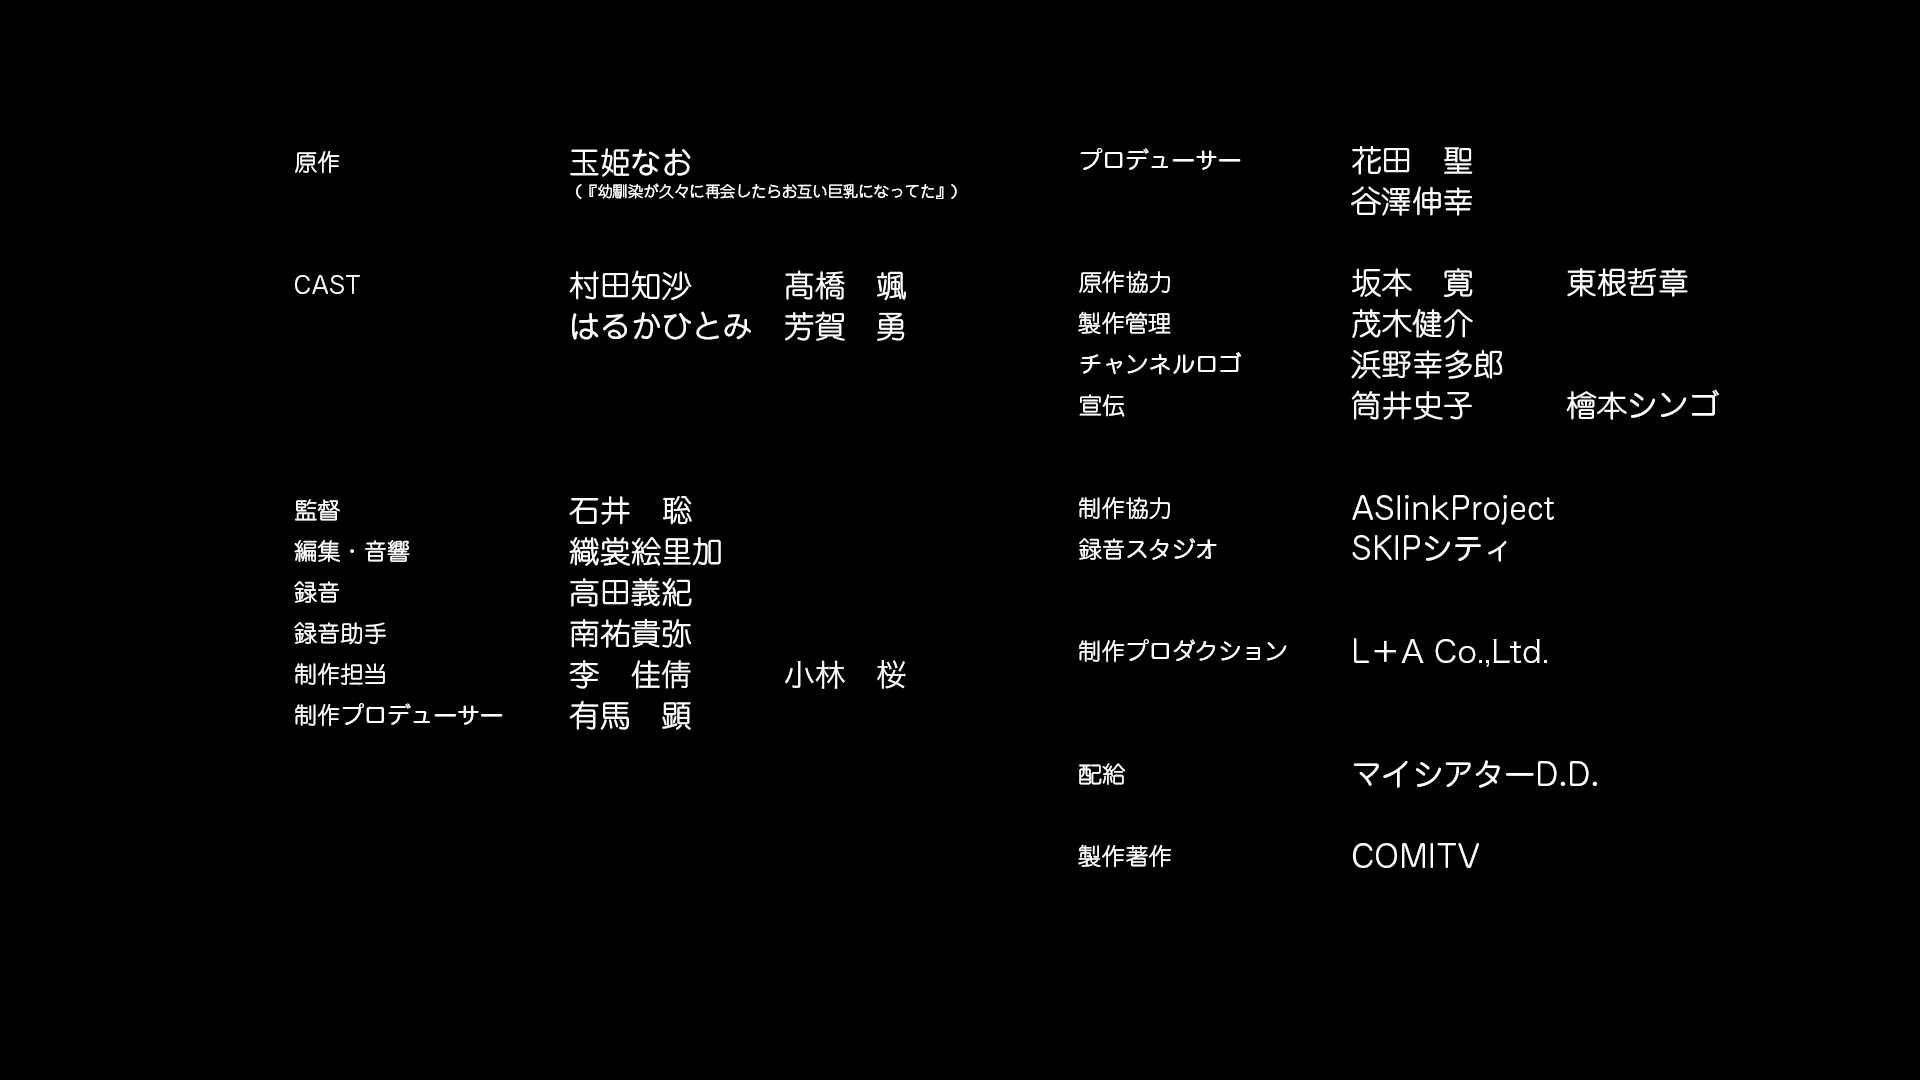 原作　玉姫なお
（『幼馴染が久々に再会したらお互い巨乳になってた』）
CAST　村田知沙　髙橋　颯
はるかひとみ　芳賀　勇
監督　石井　聡
編集・音響　織裳絵里加
録音　高田義紀
録音助手　南祐貴弥
制作担当　李　佳倩　小林　桜
制作プロデューサー　有馬　顕
プロデューサー　花田　聖
谷澤伸幸
原作協力　坂本　寛　東根哲章
製作管理　茂木健介
チャンネルロゴ　浜野幸多郎
宣伝　筒井史子　檜本シンゴ
制作協力　ASlinkProject
録音スタジオ　SKIPシティ
制作プロダクション　L＋A Co.,Ltd.
配給　マイシアターD.D.
製作著作　COMITV